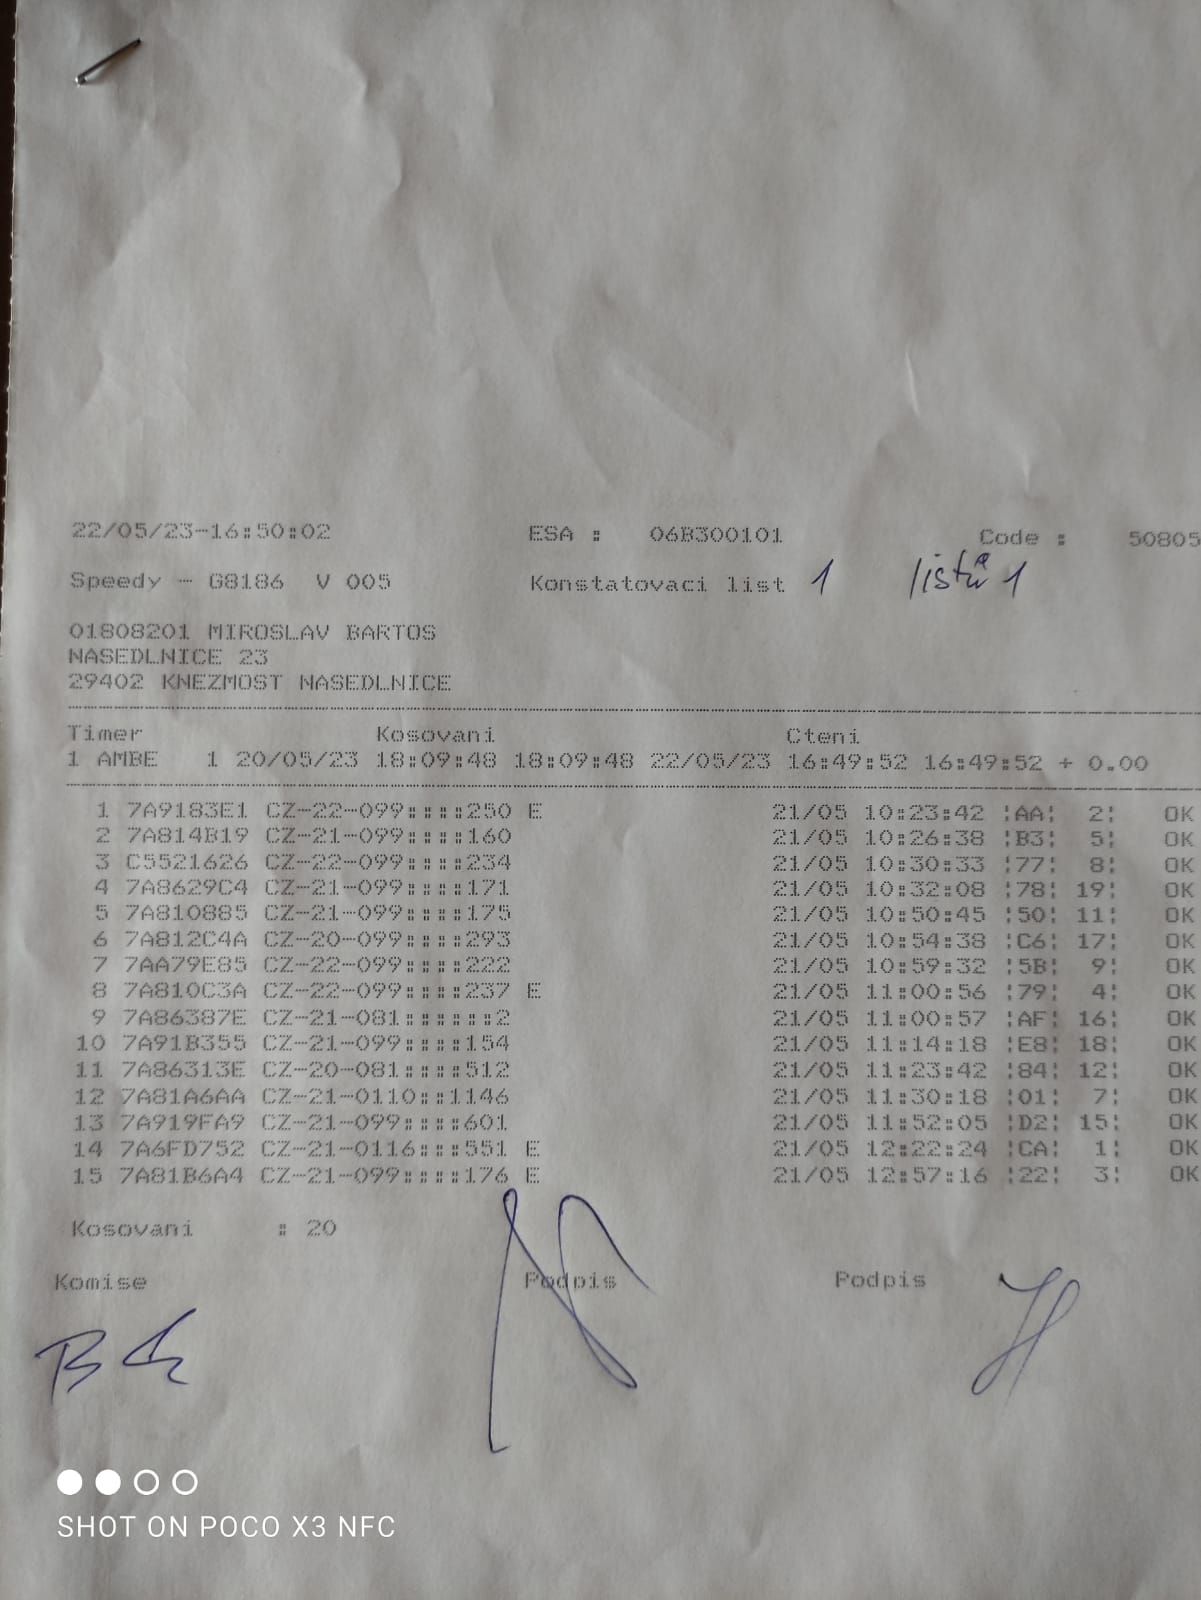 22/05/23-16:50:02 ESA : 06B300101 Code : 50805
Speedy - G8186 V 005 Konstatovaci list 1 listů 1
01808201 MIROSLAV BARTOS
NASEDLNICE 23
29402 KNEZMOST NASEDLNICE
Timer Kosovani Cteni
1 AMBE 1 20/05/23 18:09:48 18:09:48 22/05/23 16:49:52 16:49:52 + 0.00
1 7A9183E1 CZ-22-099::::250 E 21/05 10:23:42 ¦AA¦ 2¦ OK
2 7A814B19 CZ-21-099::::160 21/05 10:26:38 ¦B3¦ 5¦ OK
3 C5521626 CZ-22-099::::234 21/05 10:30:33 ¦77¦ 8¦ OK
4 7A8629C4 CZ-21-099::::171 21/05 10:32:08 ¦78¦ 19¦ OK
5 7A810885 CZ-21-099::::175 21/05 10:50:45 ¦50¦ 11¦ OK
6 7A812C4A CZ-20-099::::293 21/05 10:54:38 ¦C6¦ 17¦ OK
7 7AA79E85 CZ-22-099::::222 21/05 10:59:32 ¦5B¦ 9¦ OK
8 7A810C3A CZ-22-099::::237 E 21/05 11:00:56 ¦79¦ 4¦ OK
9 7A86387E CZ-21-081::::::2 21/05 11:00:57 ¦AF¦ 16¦ OK
10 7A91B355 CZ-21-099::::154 21/05 11:14:18 ¦E8¦ 18¦ OK
11 7A86313E CZ-20-081::::512 21/05 11:23:42 ¦84¦ 12¦ OK
12 7A81A6AA CZ-21-0110::1146 21/05 11:30:18 ¦01¦ 7¦ OK
13 7A919FA9 CZ-21-099::::601 21/05 11:52:05 ¦D2¦ 15¦ OK
14 7A6FD752 CZ-21-0116:::551 E 21/05 12:22:24 ¦CA¦ 1¦ OK
15 7A81B6A4 CZ-21-099::::176 E 21/05 12:57:16 ¦22¦ 3¦ OK
Kosovani : 20
Komise Podpis Podpis
SHOT ON POCO X3 NFC